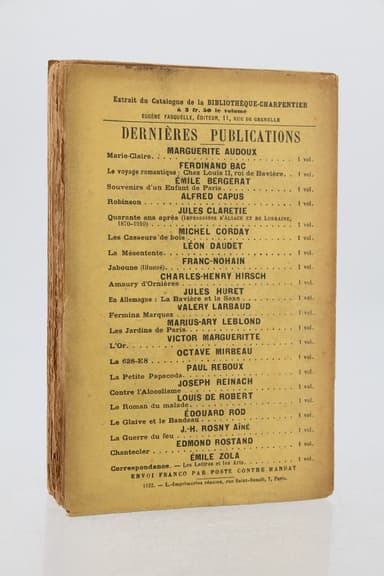 Extrait du Catalogue de la BIBLIOTHÈQUE-CHARPENTIER
à 3 fr. 50 le volume
EUGÈNE FASQUELLE, ÉDITEUR, 11, RUE DE GRENELLE
DERNIÈRES PUBLICATIONS
MARGUERITE AUDOUX
Marie-Claire. 1 vol.
FERDINAND BAC
Le voyage romantique : Chez Louis II, roi de Bavière. 1 vol.
ÉMILE BERGERAT
Souvenirs d'un Enfant de Paris. 1 vol.
ALFRED CAPUS
Robinson 1 vol.
JULES CLARETIE
Quarante ans après (IMPRESSIONS D'ALSACE ET DE LORRAINE,
1870-1910) 1 vol.
MICHEL CORDAY
Les Casseurs de bois 1 vol.
LÉON DAUDET
La Mésentente. 1 vol.
FRANC-NOHAIN
Jaboune (Illustré). 1 vol.
CHARLES-HENRY HIRSCH
Amaury d'Ornières 1 vol.
JULES HURET
En Allemagne : La Bavière et la Saxe 1 vol.
VALERY LARBAUD
Fermina Marquez 1 vol.
MARIUS-ARY LEBLOND
Les Jardins de Paris. 1 vol.
VICTOR MARGUERITTE
L'Or. 1 vol.
OCTAVE MIRBEAU
La 628-E8 1 vol.
PAUL REBOUX
La Petite Papacoda. 1 vol.
JOSEPH REINACH
Contre l'Alcoolisme 1 vol.
LOUIS DE ROBERT
Le Roman du malade. 1 vol.
ÉDOUARD ROD
Le Glaive et le Bandeau 1 vol.
J.-H. ROSNY AÎNÉ
La Guerre du feu 1 vol.
EDMOND ROSTAND
Chantecler 1 vol.
ÉMILE ZOLA
Correspondance. — Les Lettres et les Arts. 1 vol.
ENVOI FRANCO PAR POSTE CONTRE MANDAT
L.-Imprimeries réunies, rue Saint-Benoît, 7, Paris.